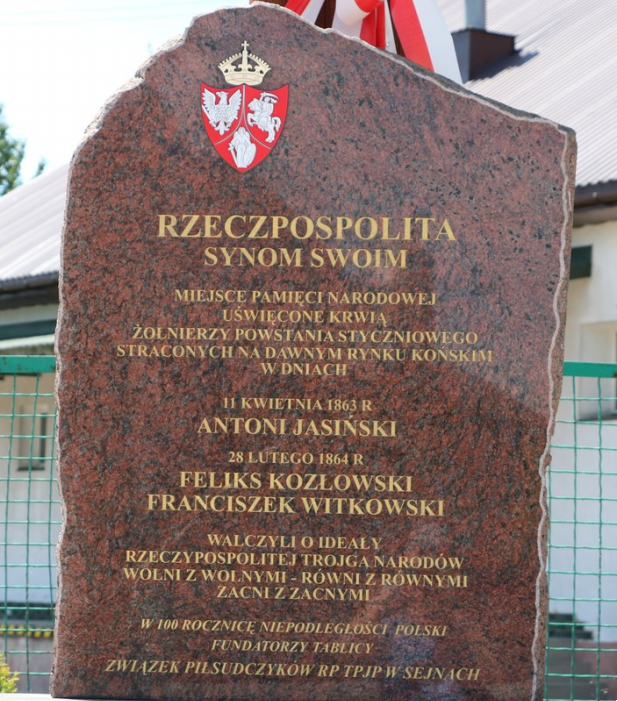 RZECZPOSPOLITA
SYNOM SWOIM
MIEJSCE PAMIĘCI NARODOWEJ
UŚWIĘCONE KRWIĄ
ŻOŁNIERZY POWSTANIA STYCZNIOWEGO
STRACONYCH NA DAWNYM RYNKU KOŃSKIM
W DNIACH
11 KWIETNIA 1863 R
ANTONI JASIŃSKI
28 LUTEGO 1864 R
FELIKS KOZŁOWSKI
FRANCISZEK WITKOWSKI
WALCZYLI O IDEAŁY
RZECZYPOSPOLITEJ TROJGA NARODÓW
WOLNI Z WOLNYMI - RÓWNI Z RÓWNYMI
ZACNI Z ZACNYMI
W 100 ROCZNICĘ NIEPODLEGŁOŚCI POLSKI
FUNDATORZY TABLICY
ZWIĄZEK PIŁSUDCZYKÓW RP TPJP W SEJNACH